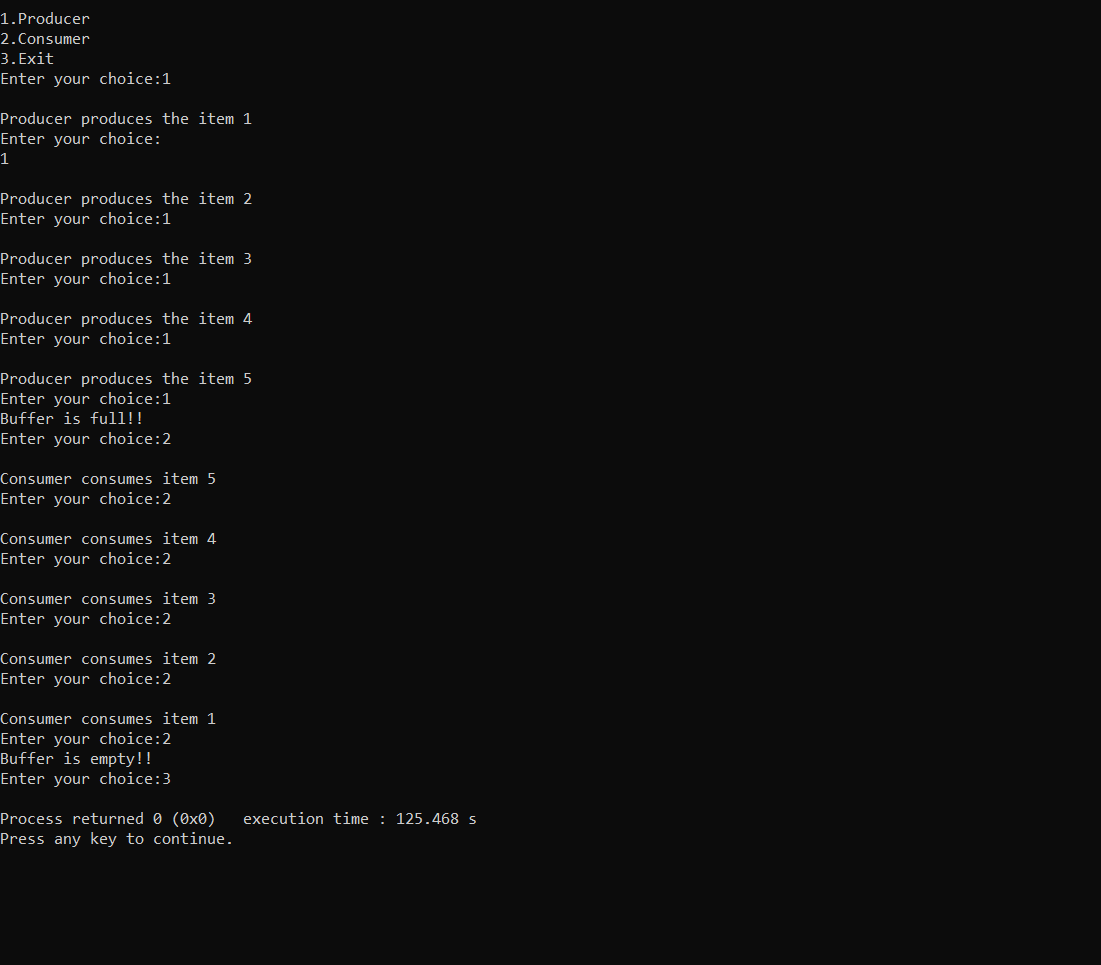 1.Producer
2.Consumer
3.Exit
Enter your choice:1
Producer produces the item 1
Enter your choice:
1
Producer produces the item 2
Enter your choice:1
Producer produces the item 3
Enter your choice:1
Producer produces the item 4
Enter your choice:1
Producer produces the item 5
Enter your choice:1
Buffer is full!!
Enter your choice:2
Consumer consumes item 5
Enter your choice:2
Consumer consumes item 4
Enter your choice:2
Consumer consumes item 3
Enter your choice:2
Consumer consumes item 2
Enter your choice:2
Consumer consumes item 1
Enter your choice:2
Buffer is empty!!
Enter your choice:3
Process returned 0 (0x0)   execution time : 125.468 s
Press any key to continue.